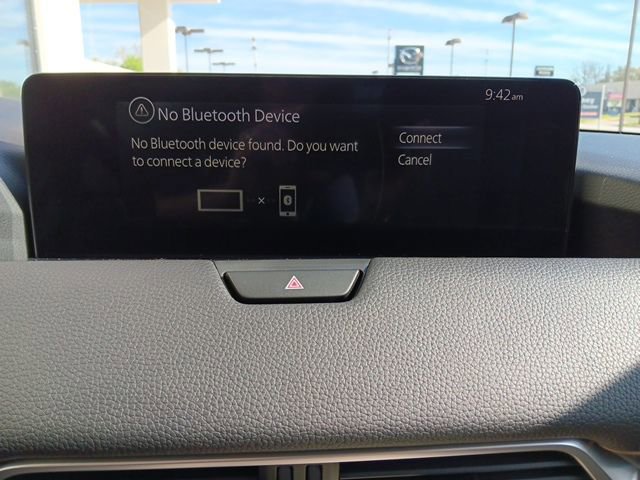 9:42 am
No Bluetooth Device
No Bluetooth device found. Do you want
to connect a device?
Connect
Cancel